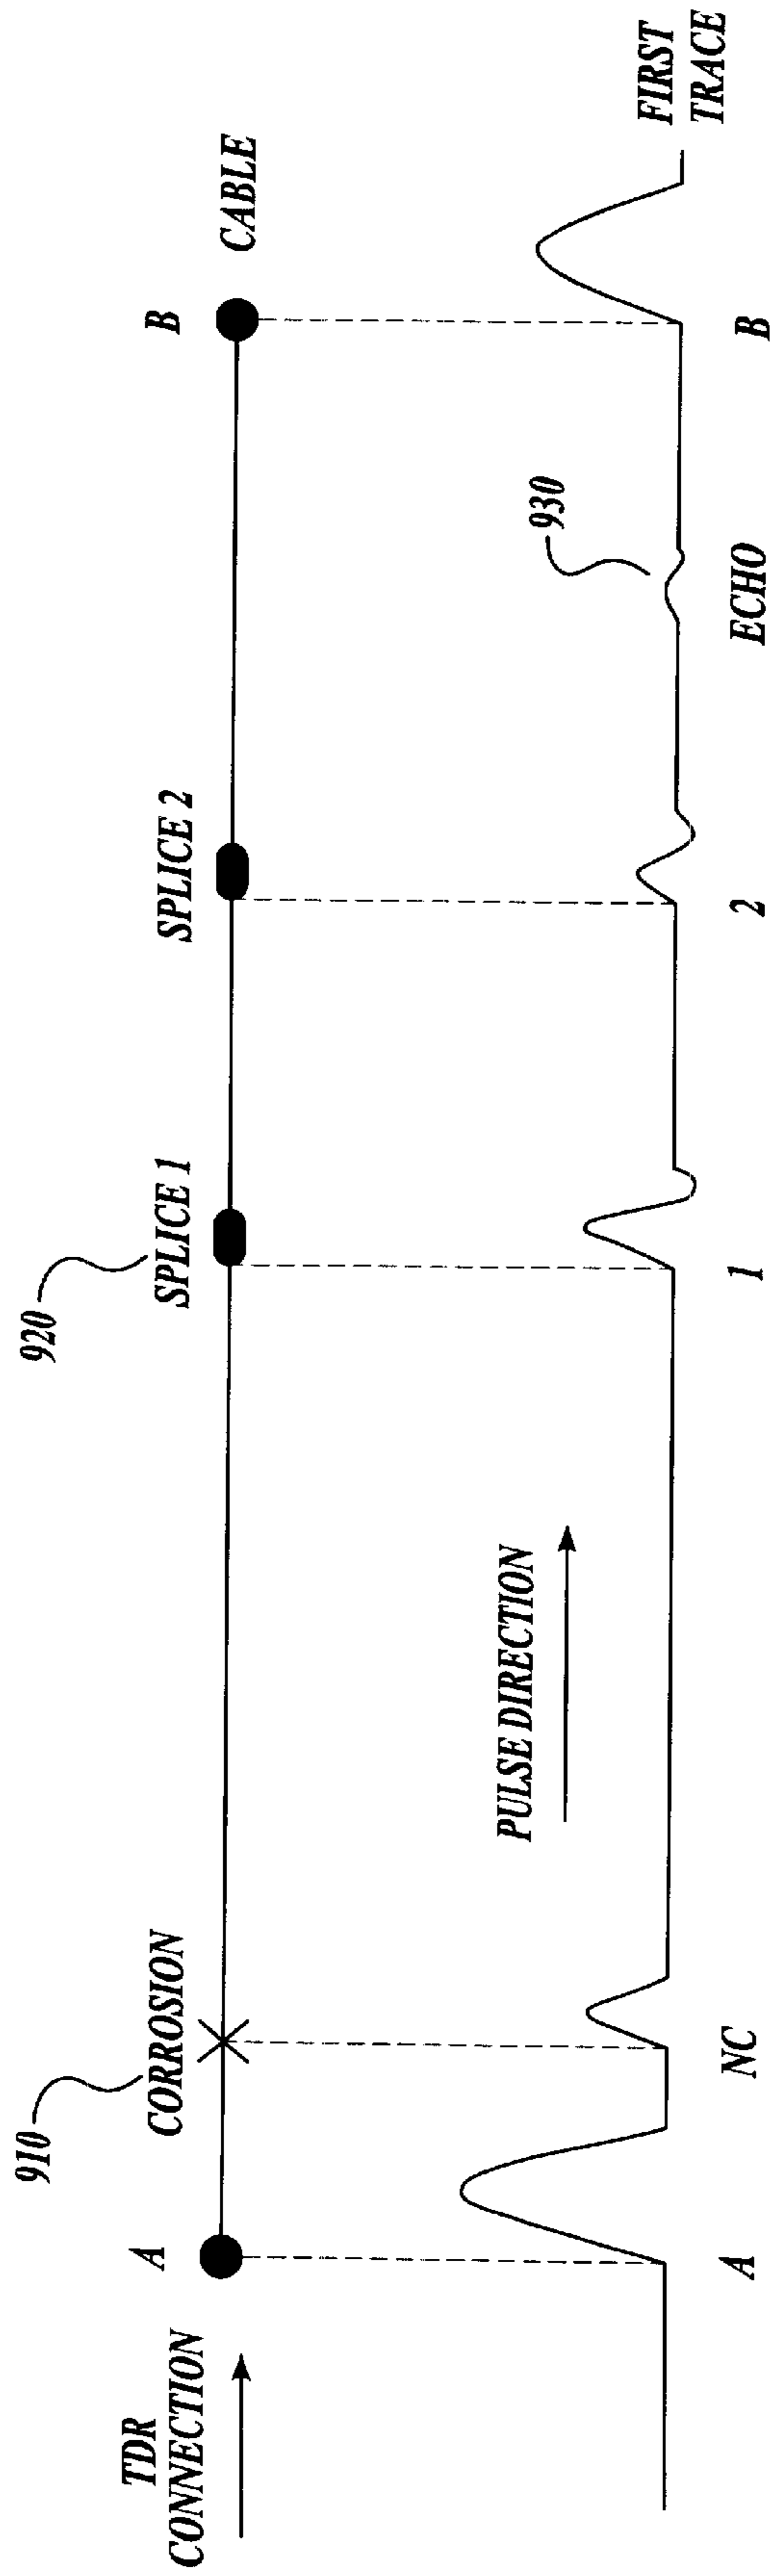 910
920
TDR
CONNECTION
A
CORROSION
SPLICE 1
SPLICE 2
B
CABLE
PULSE DIRECTION
930
FIRST
TRACE
A
NC
1
2
ECHO
B